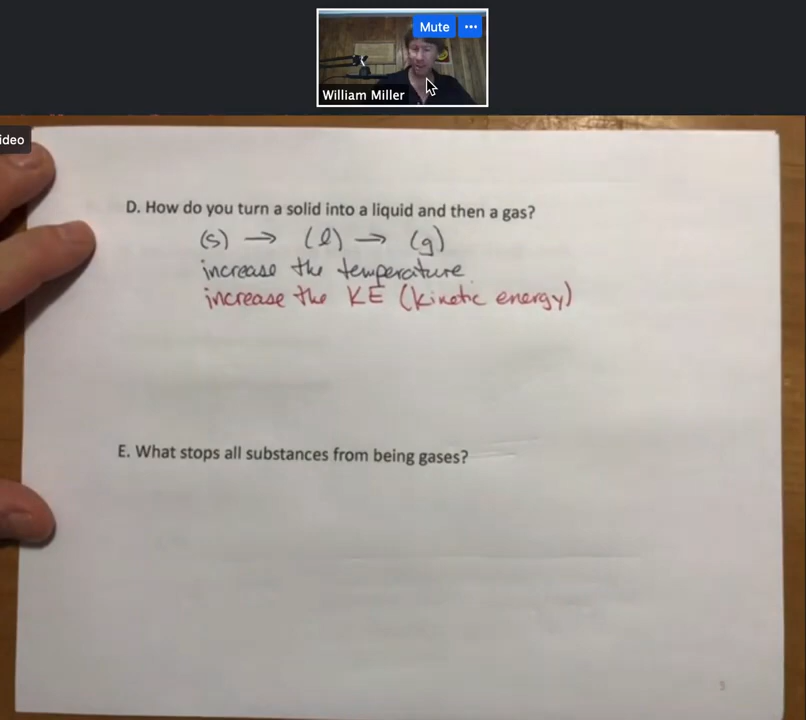 Mute
William Miller
ideo
D. How do you turn a solid into a liquid and then a gas?
(s) → (l) → (g)
increase the temperature
increase the KE (kinetic energy)
E. What stops all substances from being gases?